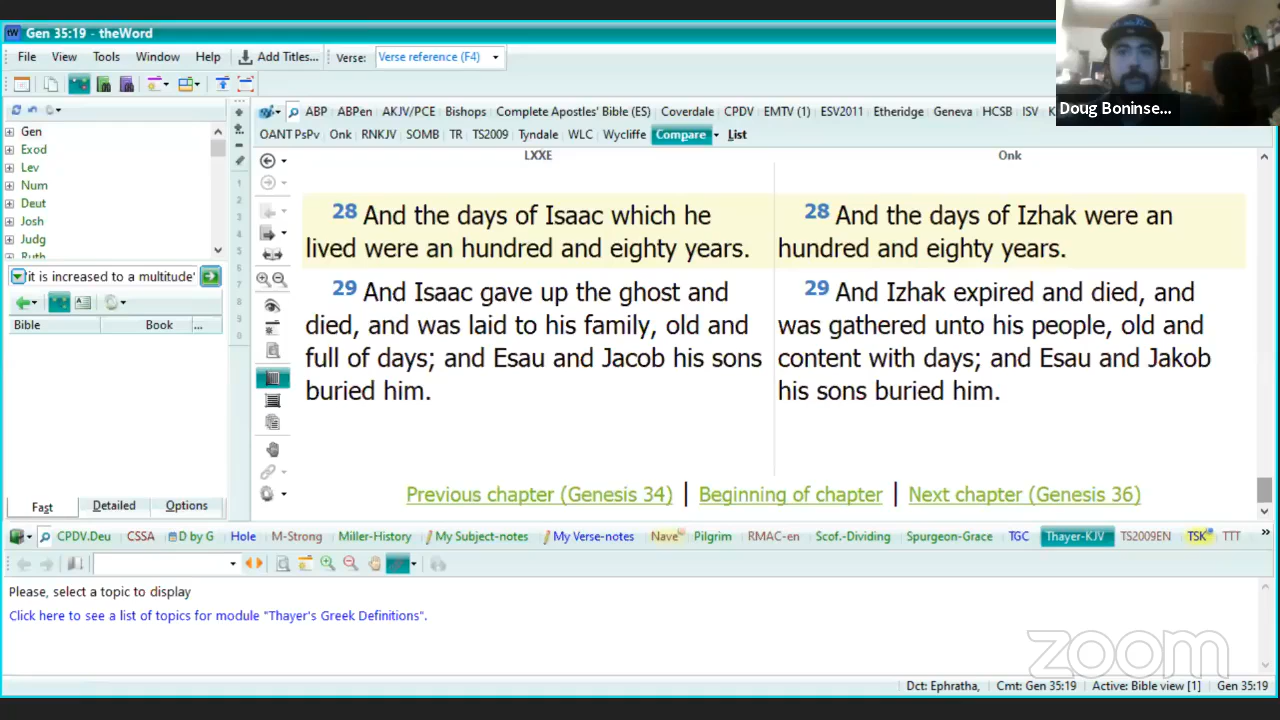 Gen 35:19 - theWord
File View Tools Window Help Add Titles... Verse: Verse reference (F4)
Doug Boninse...
Gen
Exod
Lev
Num
Deut
Josh
Judg
Ruth
ABP ABPen AKJV/PCE Bishops Complete Apostles' Bible (ES) Coverdale CPDV EMTV (1) ESV2011 Etheridge Geneva HCSB ISV
OANT PsPv Onk RNKJV SOMB TR TS2009 Tyndale WLC Wycliffe Compare List
it is increased to a multitude'
Bible Book ...
Fast Detailed Options
1
2
3
4
5
6
7
8
9
0
LXXE
28 And the days of Isaac which he
lived were an hundred and eighty years.
29 And Isaac gave up the ghost and
died, and was laid to his family, old and
full of days; and Esau and Jacob his sons
buried him.
Onk
28 And the days of Izhak were an
hundred and eighty years.
29 And Izhak expired and died, and
was gathered unto his people, old and
content with days; and Esau and Jakob
his sons buried him.
Previous chapter (Genesis 34) | Beginning of chapter | Next chapter (Genesis 36)
CPDV.Deu CSSA D by G Hole M-Strong Miller-History My Subject-notes My Verse-notes Nave Pilgrim RMAC-en Scof.-Dividing Spurgeon-Grace TGC Thayer-KJV TS2009EN TSK TTT
Please, select a topic to display
Click here to see a list of topics for module "Thayer's Greek Definitions".
zoom
Dct: Ephratha, Cmt: Gen 35:19 Active: Bible view [1] Gen 35:19